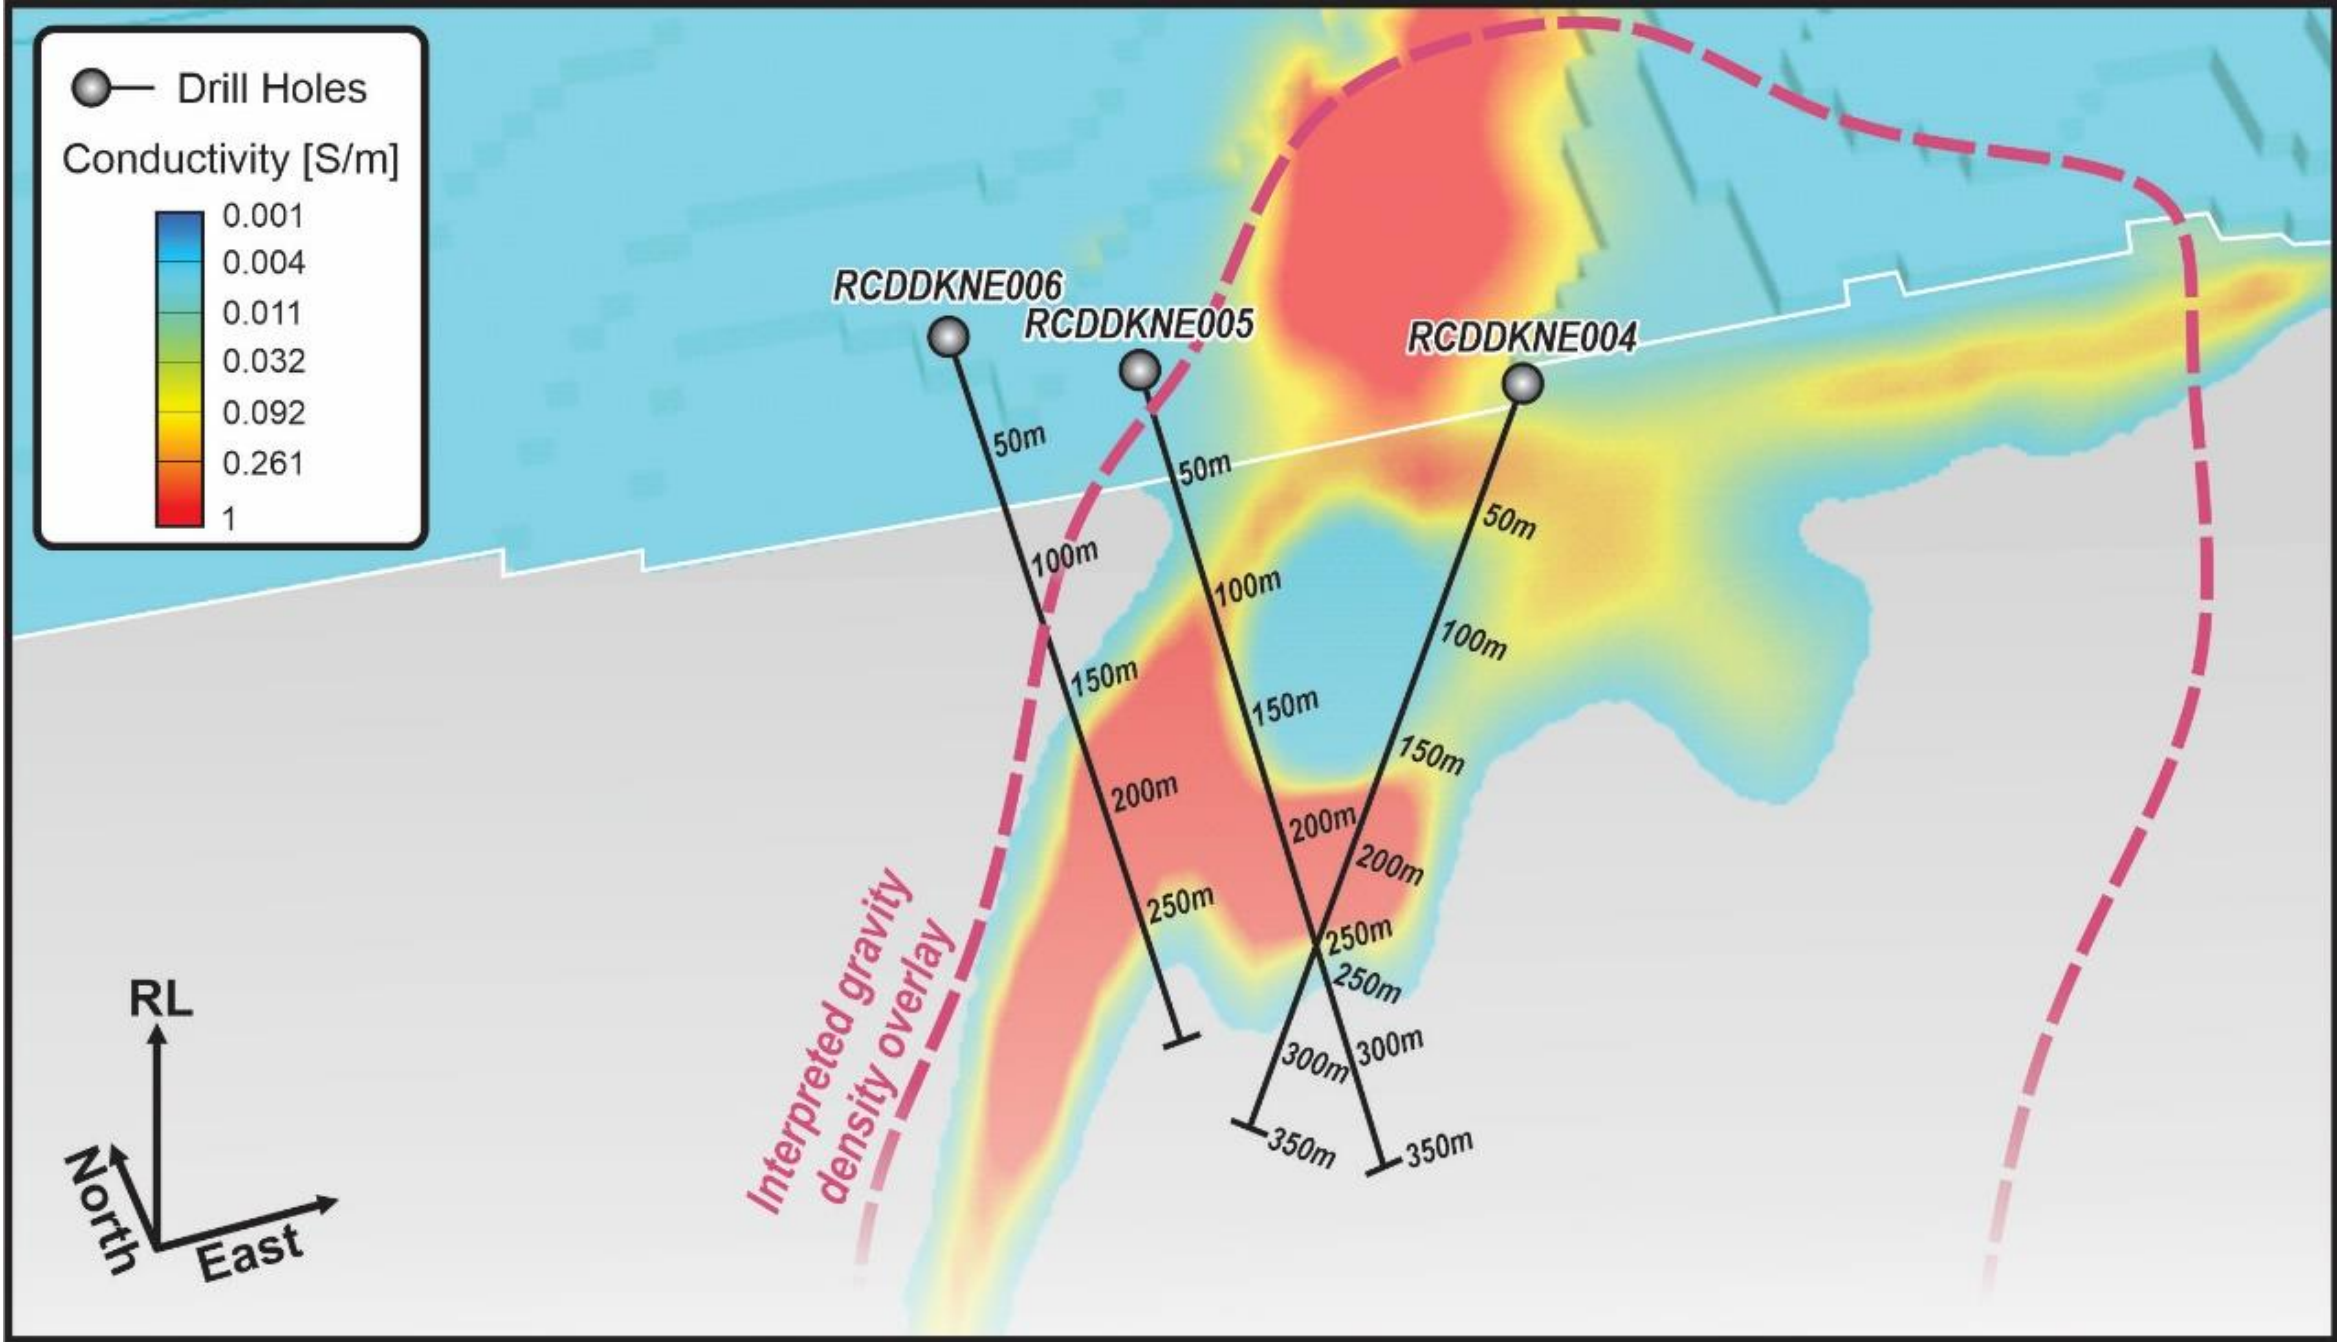 Drill Holes
Conductivity [S/m]
0.001
0.004
0.011
0.032
0.092
0.261
1
RCDDKNE006
RCDDKNE005
RCDDKNE004
50m
100m
150m
200m
250m
50m
100m
150m
200m
250m
300m
350m
50m
100m
150m
200m
250m
300m
350m
Interpreted gravity
density overlay
RL
North
East